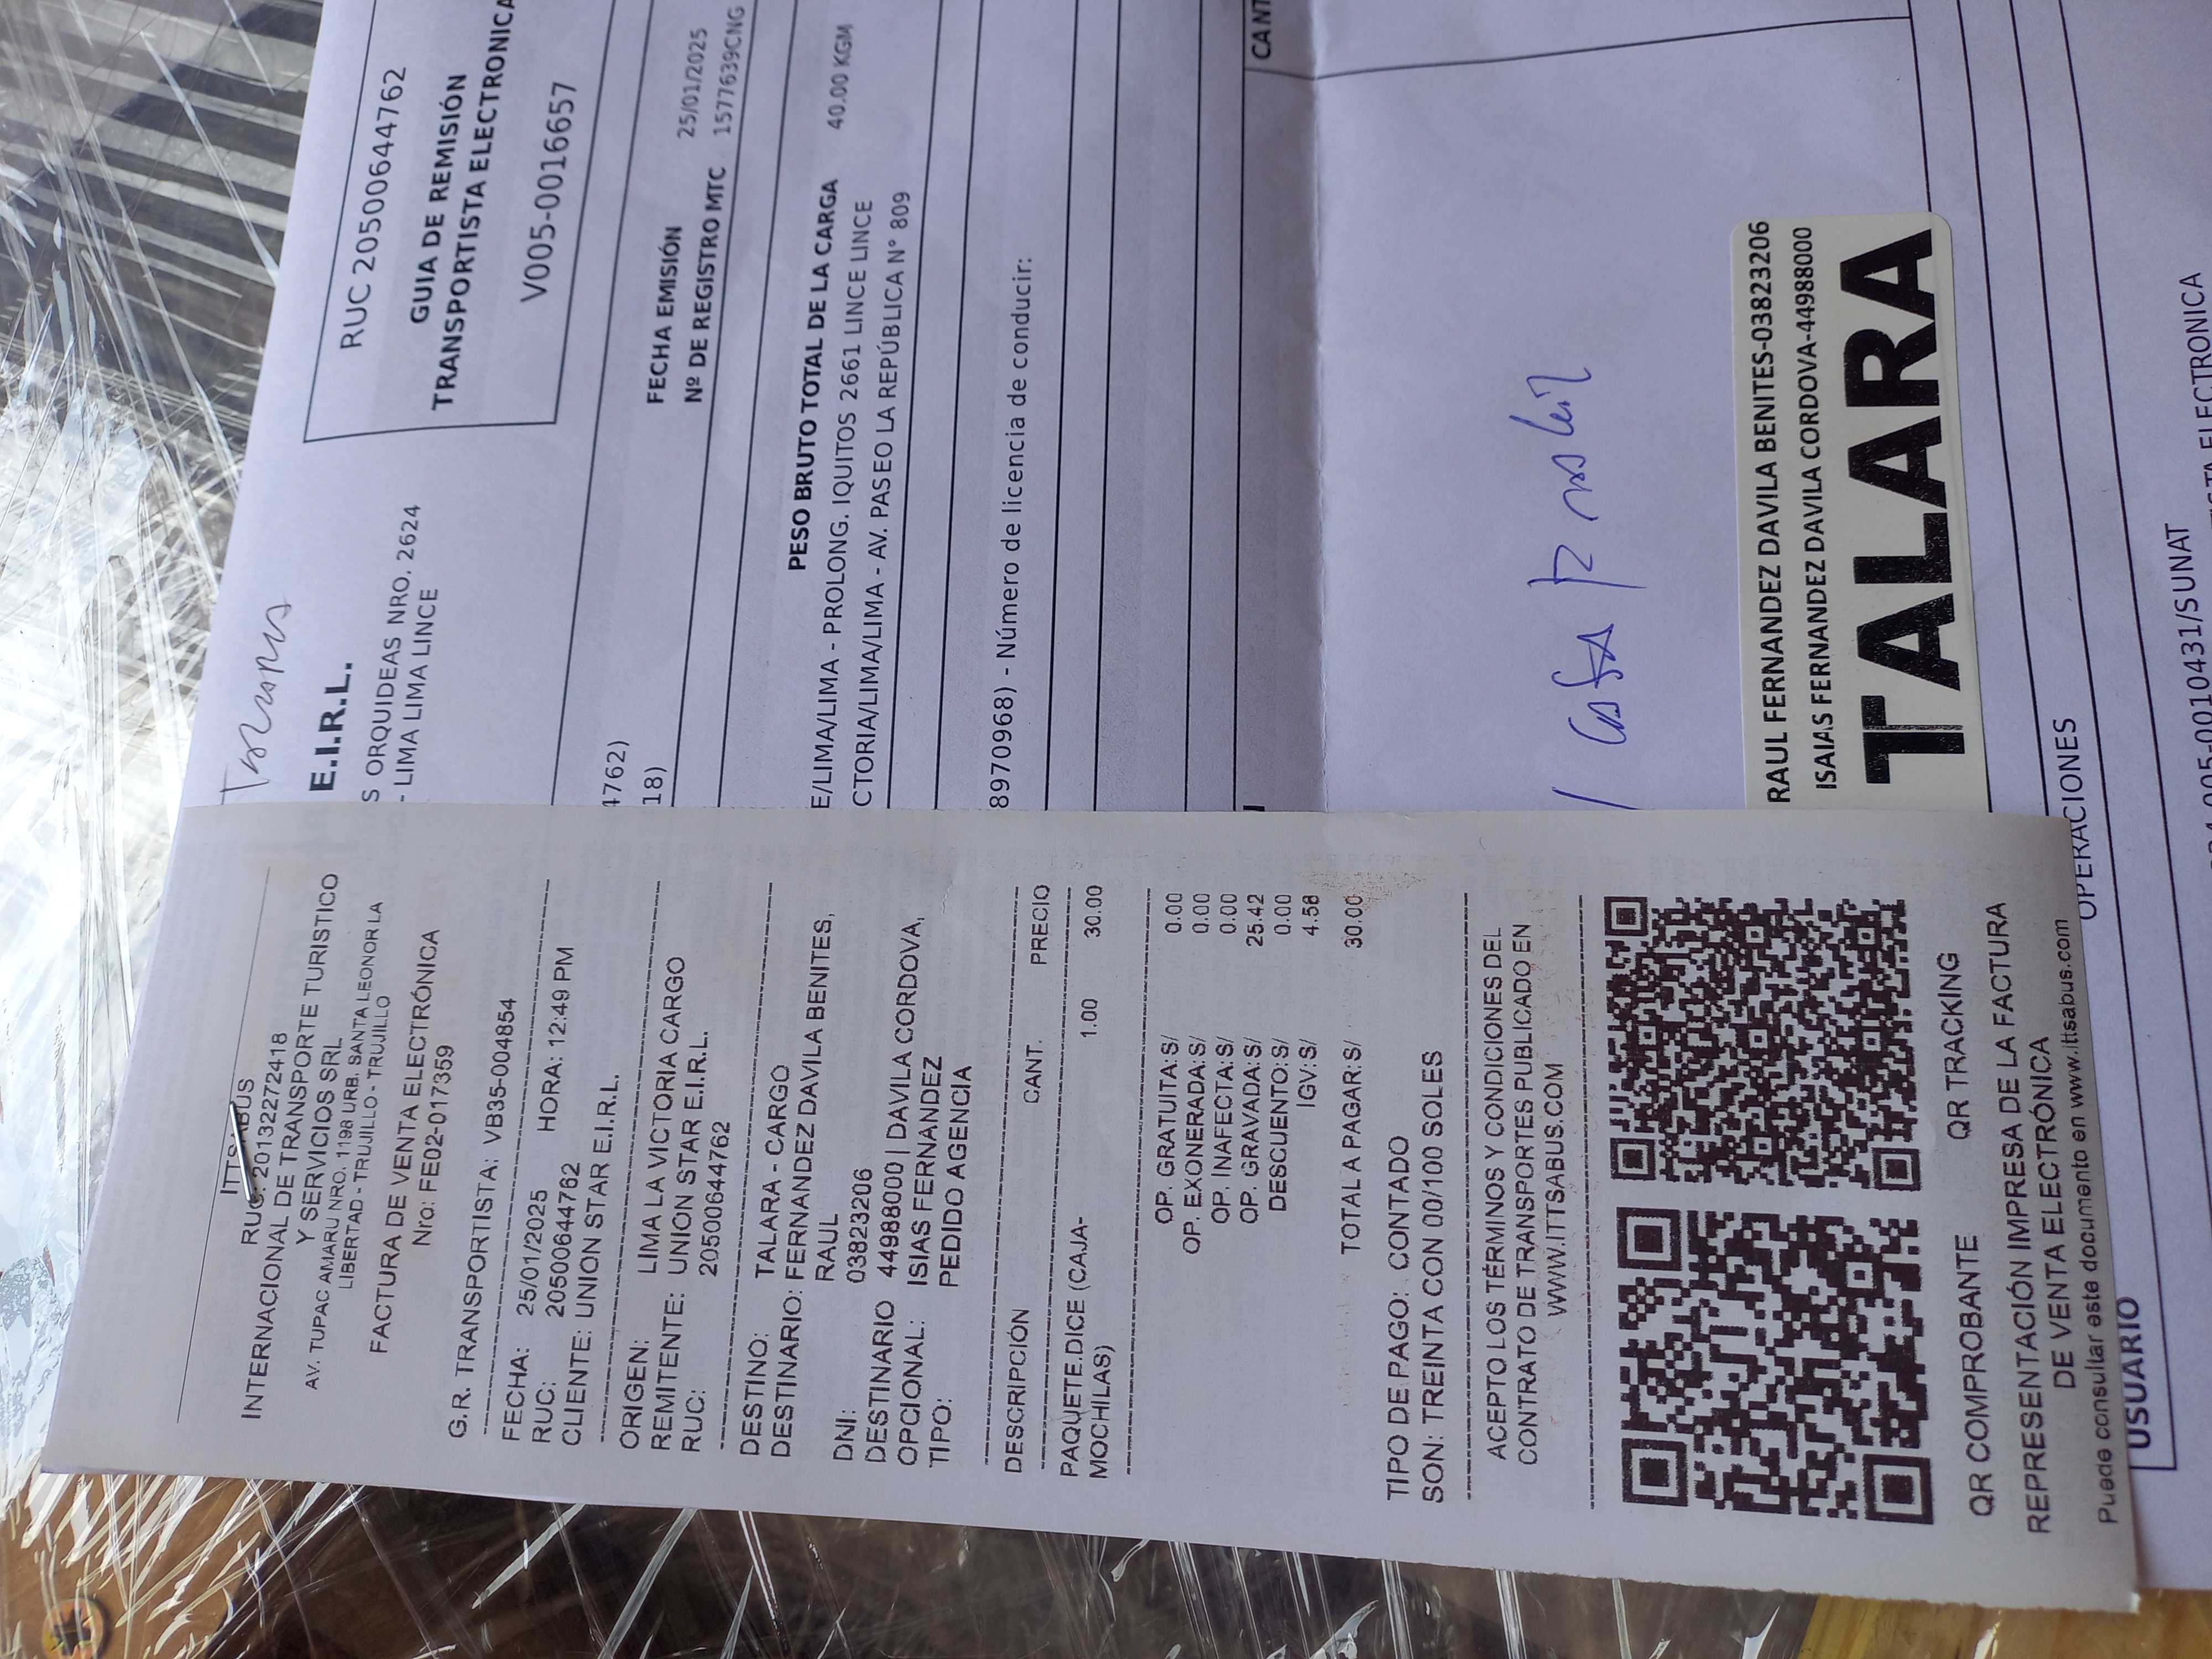 ITTSABUS
RUC: 20132272418
INTERNACIONAL DE TRANSPORTE TURISTICO
Y SERVICIOS SRL
AV. TUPAC AMARU NRO. 1198 URB. SANTA LEONOR LA
LIBERTAD - TRUJILLO - TRUJILLO
FACTURA DE VENTA ELECTRÓNICA
Nro: FE02-017359
G.R. TRANSPORTISTA: VB35-004854
FECHA: 25/01/2025 HORA: 12:49 PM
RUC: 20500644762
CLIENTE: UNION STAR E.I.R.L.
ORIGEN: LIMA LA VICTORIA CARGO
REMITENTE: UNION STAR E.I.R.L.
RUC: 20500644762
DESTINO: TALARA - CARGO
DESTINATARIO: FERNANDEZ DAVILA BENITES,
RAUL
DNI: 03823206
DESTINATARIO 44988000 | DAVILA CORDOVA,
OPCIONAL: ISIAS FERNANDEZ
TIPO: PEDIDO AGENCIA
DESCRIPCIÓN CANT. PRECIO
PAQUETE.DICE (CAJA- 1.00 30.00
MOCHILAS)
OP. GRATUITA:S/ 0.00
OP. EXONERADA:S/ 0.00
OP. INAFECTA:S/ 0.00
OP. GRAVADA:S/ 25.42
DESCUENTO:S/ 0.00
IGV:S/ 4.58
TOTAL A PAGAR:S/ 30.00
TIPO DE PAGO: CONTADO
SON: TREINTA CON 00/100 SOLES
ACEPTO LOS TÉRMINOS Y CONDICIONES DEL
CONTRATO DE TRANSPORTES PUBLICADO EN
WWW.ITTSABUS.COM
QR COMPROBANTE QR TRACKING
REPRESENTACIÓN IMPRESA DE LA FACTURA
DE VENTA ELECTRÓNICA
Puede consultar este documento en www.ittsabus.com
E.I.R.L.
S ORQUIDEAS NRO. 2624
- LIMA LIMA LINCE
RUC 20500644762
GUIA DE REMISIÓN
TRANSPORTISTA ELECTRONICA
V005-0016657
4762)
18)
FECHA EMISIÓN 25/01/2025
Nº DE REGISTRO MTC 1577639CNG
PESO BRUTO TOTAL DE LA CARGA 40.00 KGM
E/LIMA/LIMA - PROLONG. IQUITOS 2661 LINCE LINCE
CTORIA/LIMA/LIMA - AV. PASEO LA REPÚBLICA N° 809
8970968) - Número de licencia de conducir:
CANT
RAUL FERNANDEZ DAVILA BENITES-03823206
ISAIAS FERNANDEZ DAVILA CORDOVA-44988000
TALARA
USUARIO
OPERACIONES
005-0010431/SUNAT
ELECTRONICA